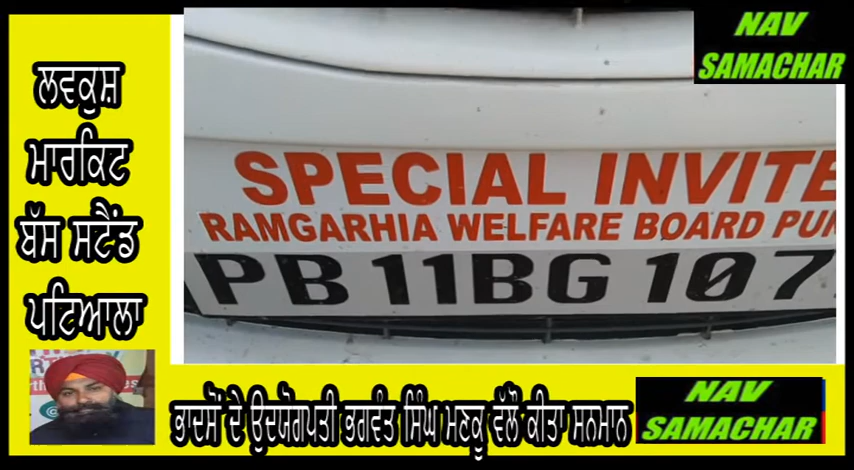 NAV
SAMACHAR
ਲਵਕੁਸ਼
ਮਾਰਕਿਟ
ਬੱਸ ਸਟੈਂਡ
ਪਟਿਆਲਾ
SPECIAL INVITE
RAMGARHIA WELFARE BOARD PUN
PB 11BG 107
ਭਾਦਸੋਂ ਦੇ ਉਦਯੋਗਪਤੀ ਭਗਵੰਤ ਸਿੰਘ ਮਣਕੂ ਵੱਲੋਂ ਕੀਤਾ ਸਨਮਾਨ
NAV
SAMACHAR